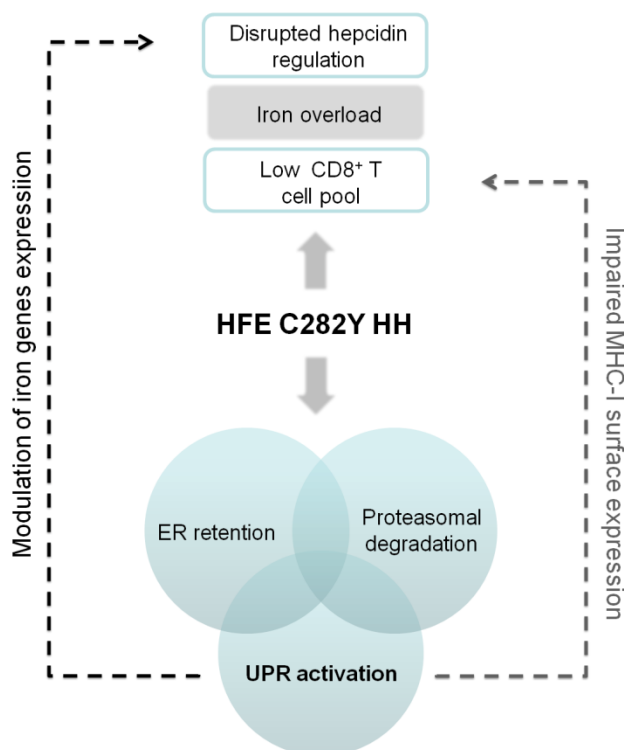 Disrupted hepcidin
regulation
Iron overload
Low CD8⁺ T
cell pool
HFE C282Y HH
ER retention
Proteasomal
degradation
UPR activation
Modulation of iron genes expresssiion
Impaired MHC-I surface expression